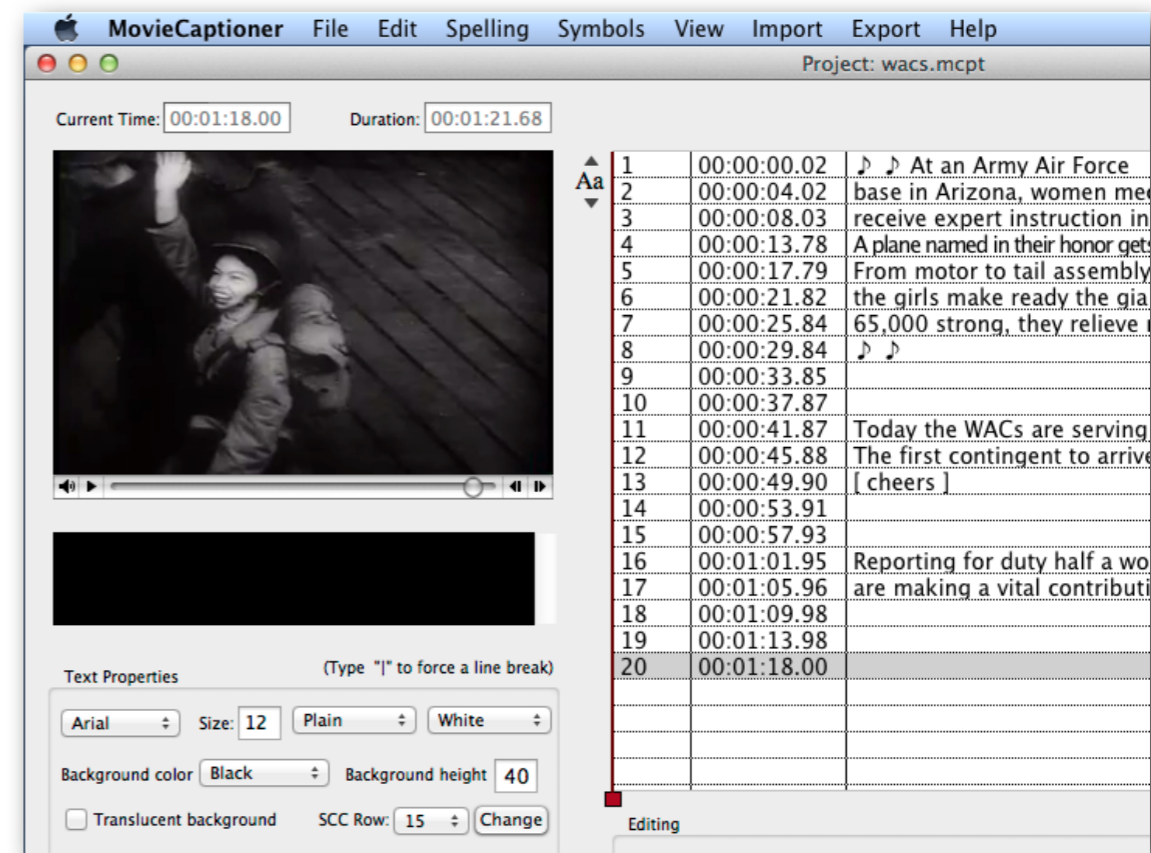 MovieCaptioner File Edit Spelling Symbols View Import Export Help
Project: wacs.mcpt
Current Time: 00:01:18.00 Duration: 00:01:21.68
Aa
1 00:00:00.02 ♪ ♪ At an Army Air Force
2 00:00:04.02 base in Arizona, women
3 00:00:08.03 receive expert instruction in
4 00:00:13.78 A plane named in their honor gets
5 00:00:17.79 From motor to tail assembly
6 00:00:21.82 the girls make ready the
7 00:00:25.84 65,000 strong, they relieve
8 00:00:29.84 ♪ ♪
9 00:00:33.85
10 00:00:37.87
11 00:00:41.87 Today the WACs are serving
12 00:00:45.88 The first contingent to arrive
13 00:00:49.90 [ cheers ]
14 00:00:53.91
15 00:00:57.93
16 00:01:01.95 Reporting for duty half a
17 00:01:05.96 are making a vital
18 00:01:09.98
19 00:01:13.98
20 00:01:18.00
(Type "|" to force a line break)
Text Properties
Arial Size: 12 Plain White
Background color Black Background height 40
Translucent background SCC Row: 15 Change
Editing